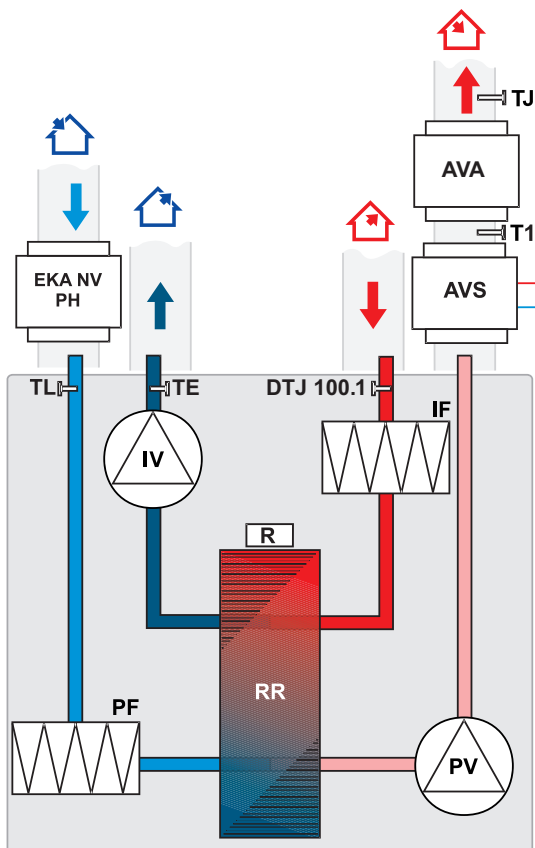 TJ
AVA
T1
EKA NV
PH
AVS
TL
TE
DTJ 100.1
IF
IV
R
RR
PF
PV